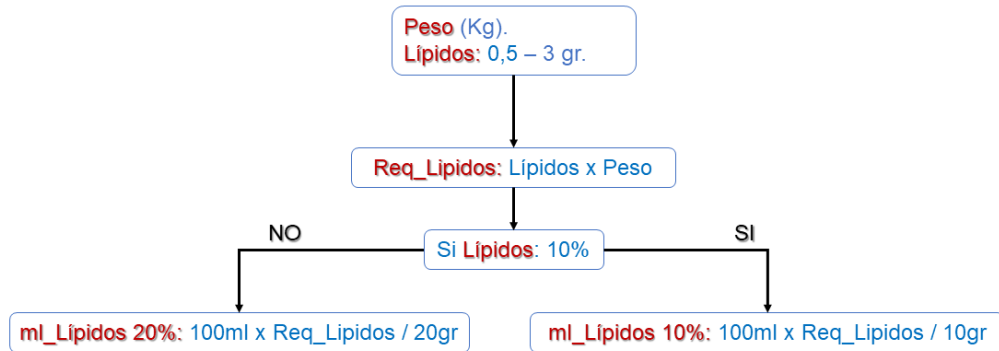 Peso (Kg).
Lípidos: 0,5 – 3 gr.
Req_Lipidos: Lípidos x Peso
NO
SI
Si Lípidos: 10%
ml_Lípidos 20%: 100ml x Req_Lipidos / 20gr
ml_Lípidos 10%: 100ml x Req_Lipidos / 10gr